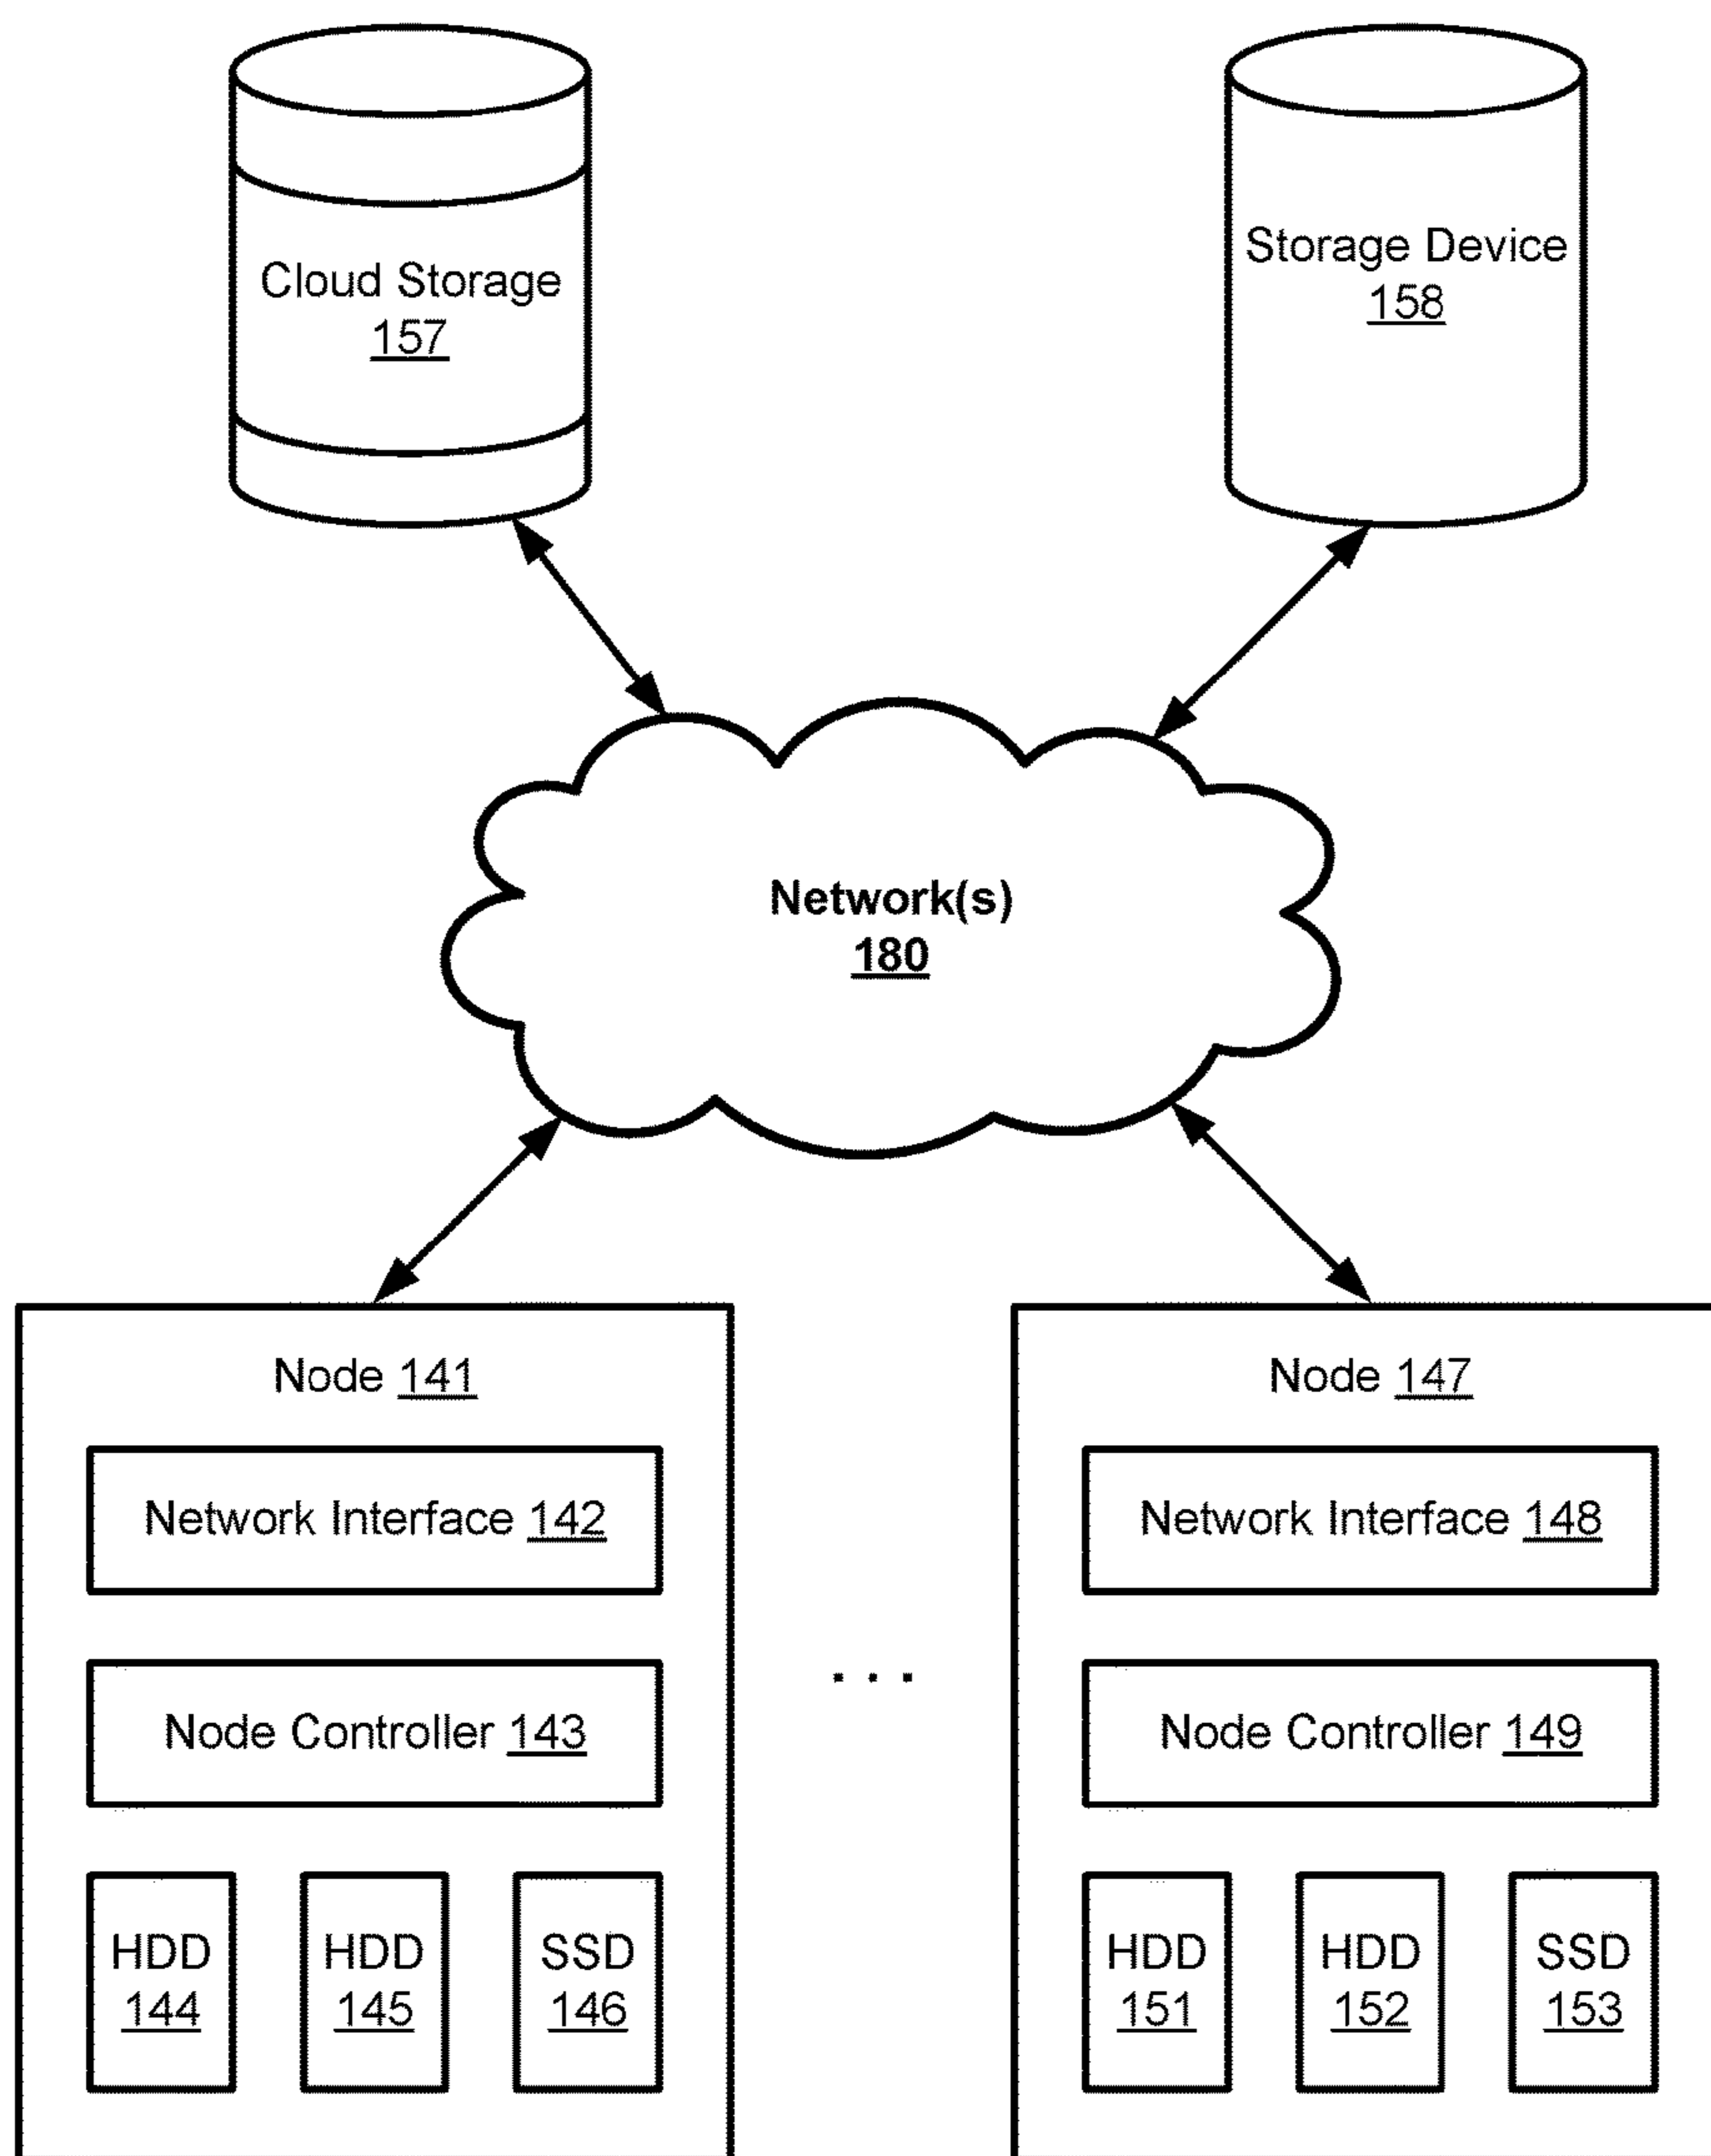 Cloud Storage
157
Storage Device
158
Network(s)
180
Node 141
Network Interface 142
Node Controller 143
HDD
144
HDD
145
SSD
146
. . .
Node 147
Network Interface 148
Node Controller 149
HDD
151
HDD
152
SSD
153